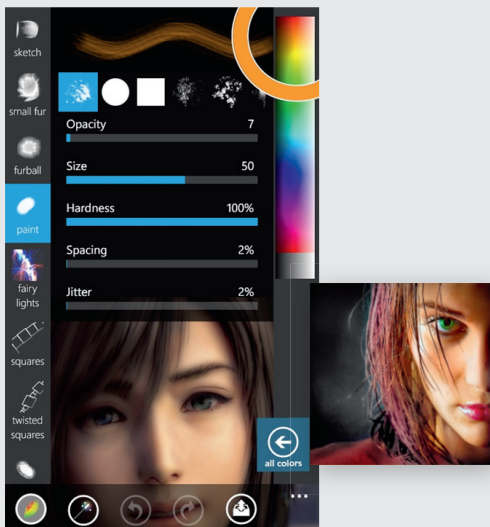 sketch
small fur
furball
paint
fairy
lights
squares
twisted
squares
Opacity 7
Size 50
Hardness 100%
Spacing 2%
Jitter 2%
all colors
...